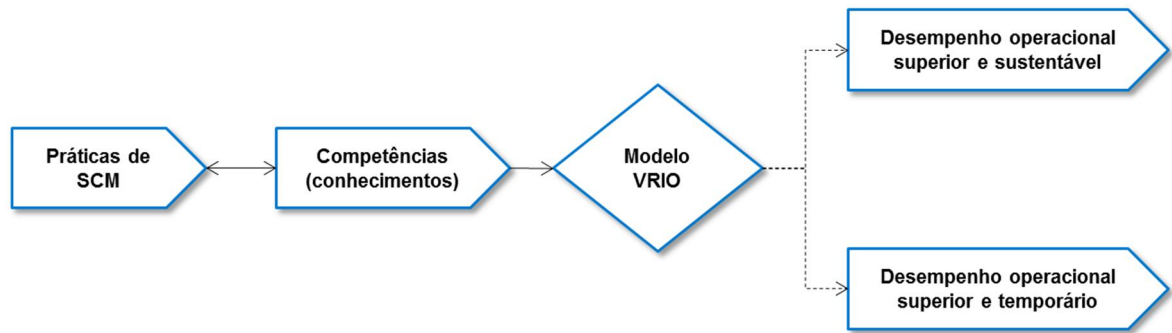 Práticas de
SCM
Competências
(conhecimentos)
Modelo
VRIO
Desempenho operacional
superior e sustentável
Desempenho operacional
superior e temporário